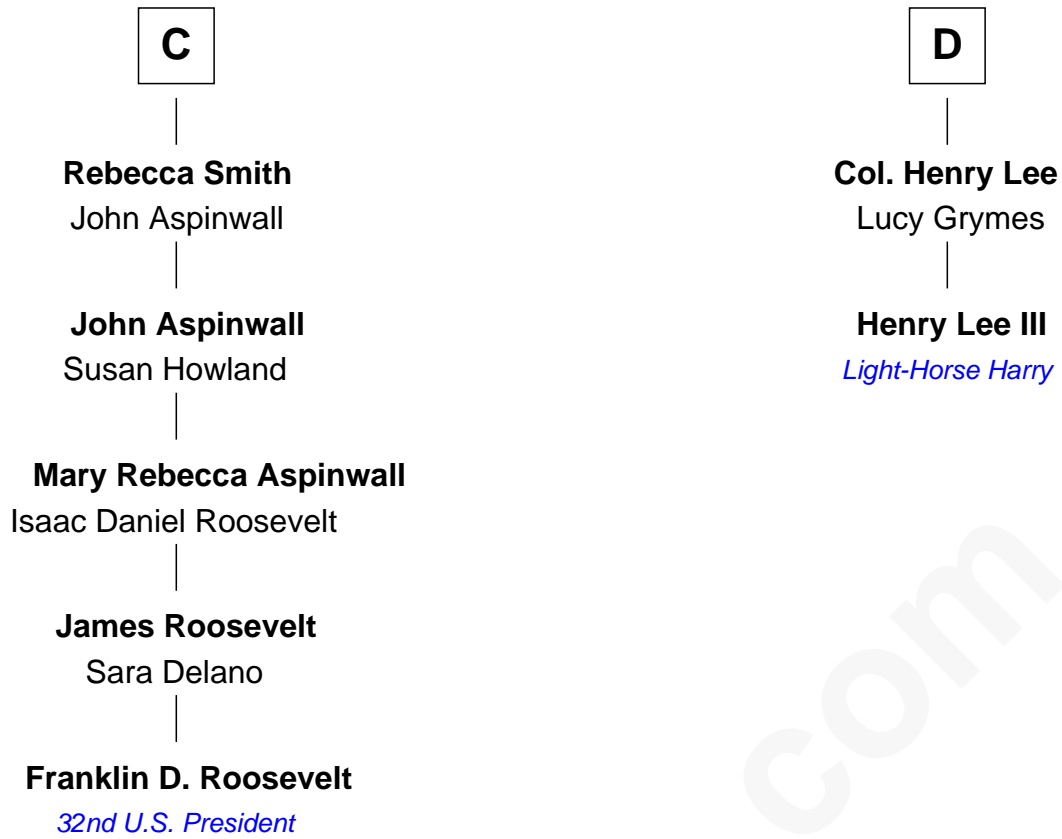 C
Rebecca Smith
John Aspinwall
John Aspinwall
Susan Howland
Mary Rebecca Aspinwall
Isaac Daniel Roosevelt
James Roosevelt
Sara Delano
Franklin D. Roosevelt
32nd U.S. President
D
Col. Henry Lee
Lucy Grymes
Henry Lee III
Light-Horse Harry
com